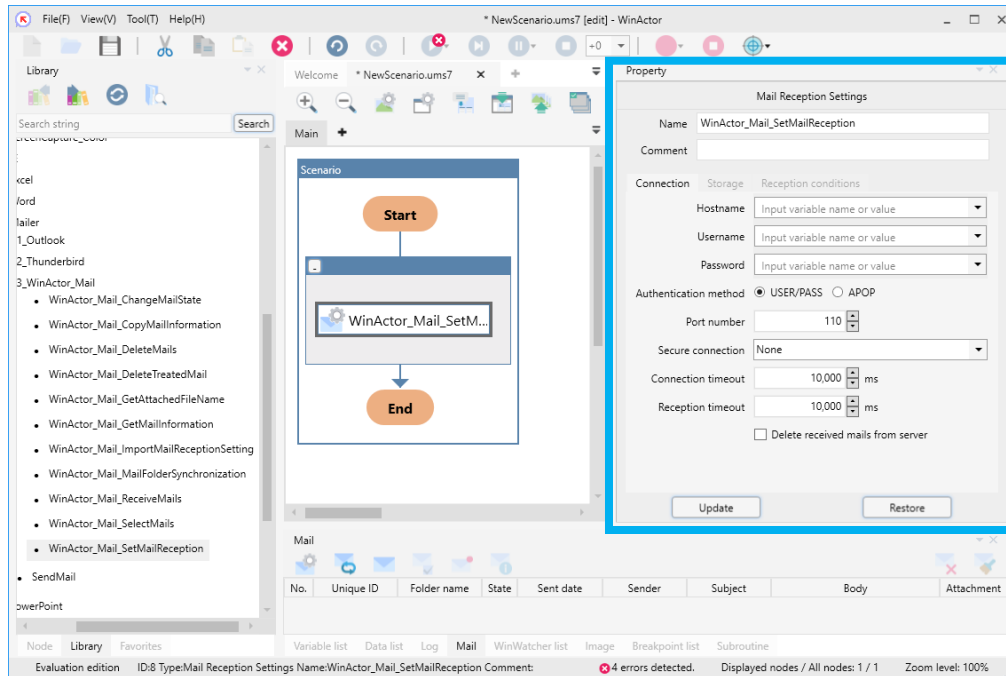 File(F) View(V) Tool(T) Help(H) * NewScenario.ums7 [edit] - WinActor
+0
Library
Search string Search
Excel
Word
Mailer
1_Outlook
2_Thunderbird
3_WinActor_Mail
WinActor_Mail_ChangeMailState
WinActor_Mail_CopyMailInformation
WinActor_Mail_DeleteMails
WinActor_Mail_DeleteTreatedMail
WinActor_Mail_GetAttachedFileName
WinActor_Mail_GetMailInformation
WinActor_Mail_ImportMailReceptionSetting
WinActor_Mail_MailFolderSynchronization
WinActor_Mail_ReceiveMails
WinActor_Mail_SelectMails
WinActor_Mail_SetMailReception
SendMail
PowerPoint
Node Library Favorites
Welcome * NewScenario.ums7
Main
Scenario
Start
WinActor_Mail_SetM...
End
Property
Mail Reception Settings
Name WinActor_Mail_SetMailReception
Comment
Connection Storage Reception conditions
Hostname Input variable name or value
Username Input variable name or value
Password Input variable name or value
Authentication method USER/PASS APOP
Port number 110
Secure connection None
Connection timeout 10,000 ms
Reception timeout 10,000 ms
Delete received mails from server
Update Restore
Mail
No. Unique ID Folder name State Sent date Sender Subject Body Attachment
Variable list Data list Log Mail WinWatcher list Image Breakpoint list Subroutine
Evaluation edition ID:8 Type:Mail Reception Settings Name:WinActor_Mail_SetMailReception Comment: 4 errors detected. Displayed nodes / All nodes: 1 / 1 Zoom level: 100%